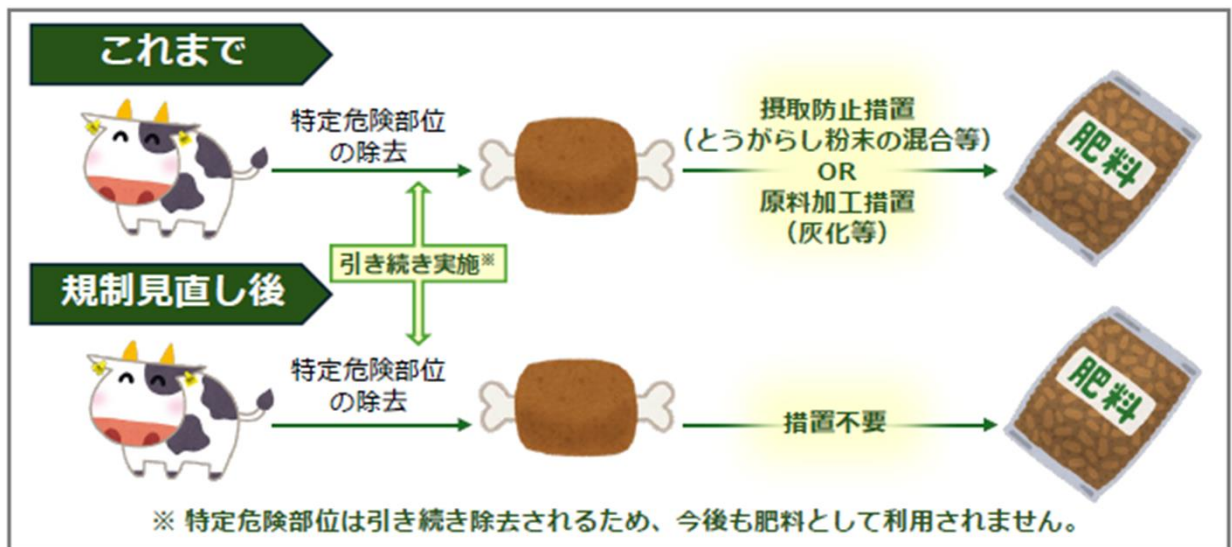 これまで
特定危険部位
の除去
摂取防止措置
(とうがらし粉末の混合等)
OR
原料加工措置
(灰化等)
肥料
引き続き実施※
規制見直し後
特定危険部位
の除去
措置不要
肥料
※ 特定危険部位は引き続き除去されるため、今後も肥料として利用されません。